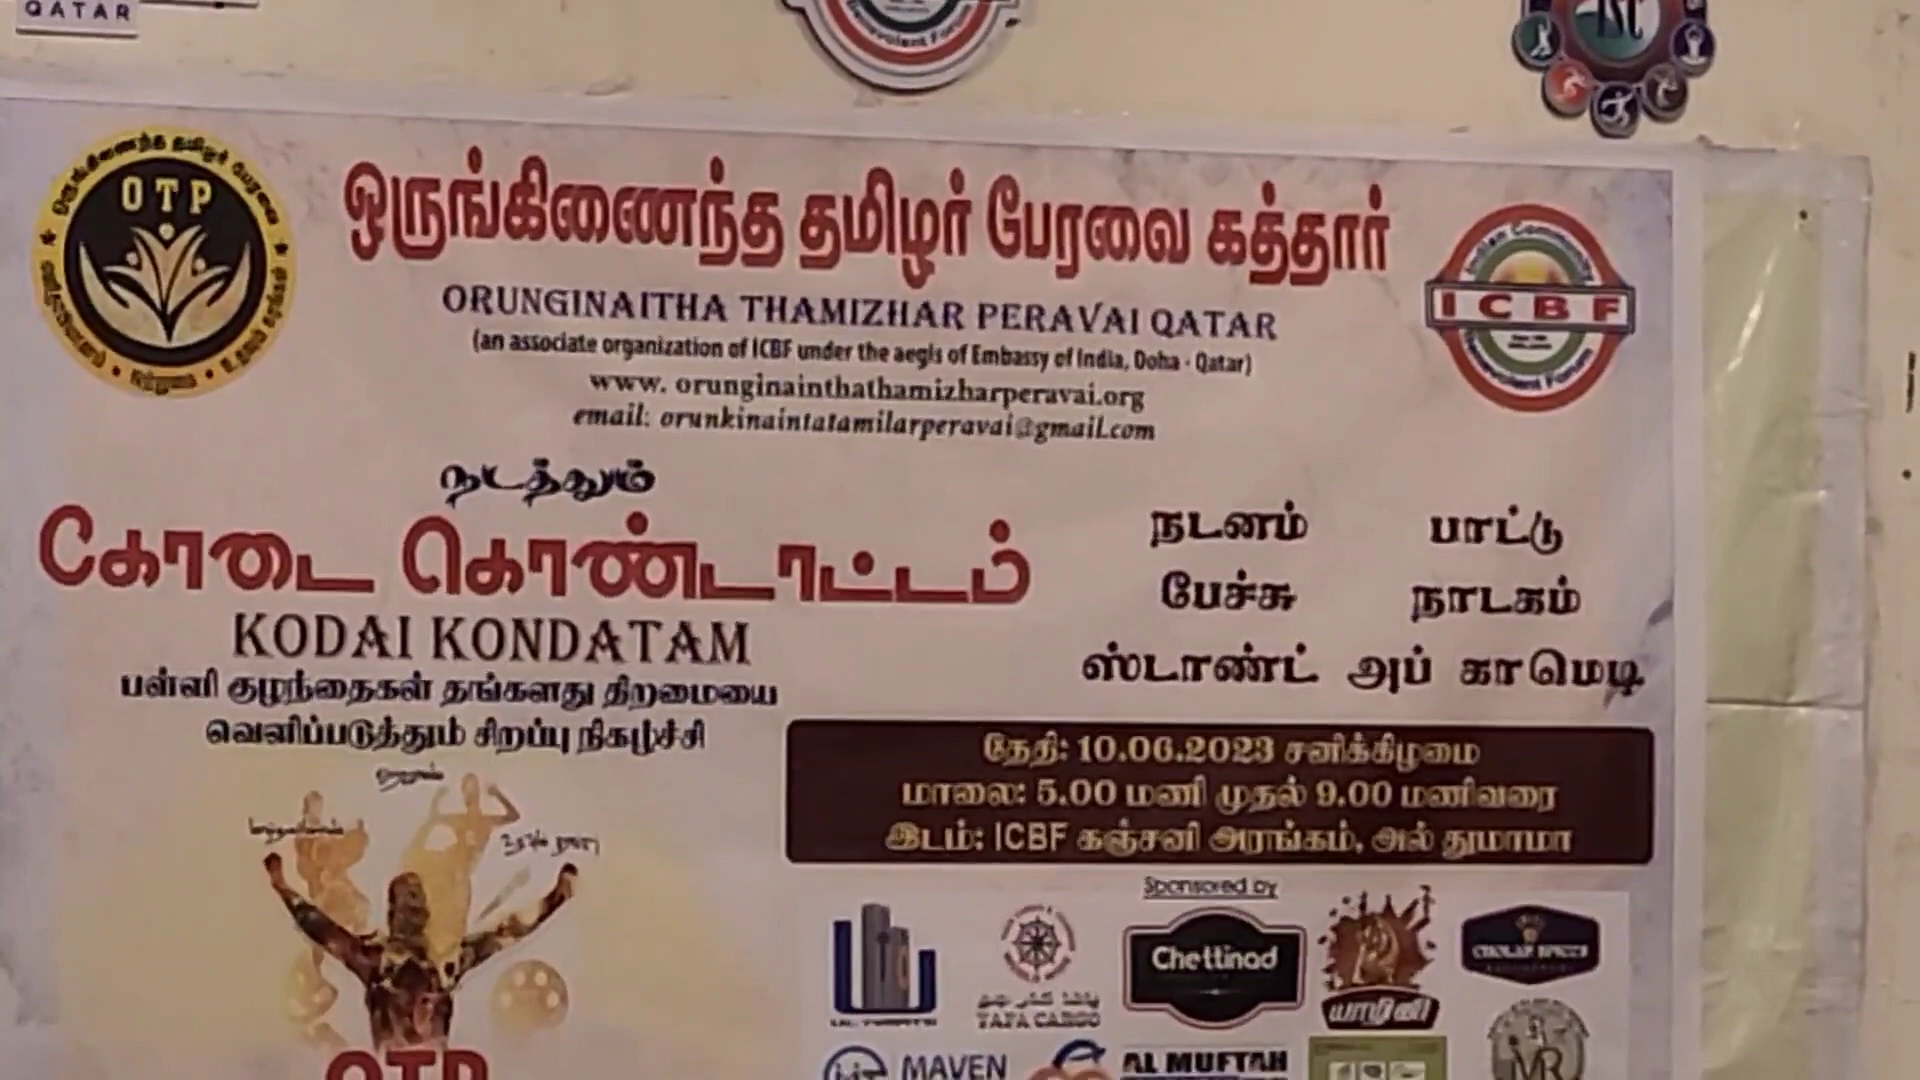 QATAR
OTP
ஒருங்கிணைந்த தமிழர் பேரவை கத்தார்
ORUNGINAITHA THAMIZHAR PERAVAI QATAR
(an associate organization of ICBF under the aegis of Embassy of India, Doha - Qatar)
www. orunginainthathamizharperavai.org
email: orunkinaintatamilarperavai@gmail.com
ICBF
நடத்தும்
கோடை கொண்டாட்டம்
KODAI KONDATAM
பள்ளி குழந்தைகள் தங்களது திறமையை
வெளிப்படுத்தும் சிறப்பு நிகழ்ச்சி
நடனம் பாட்டு
பேச்சு நாடகம்
ஸ்டாண்ட் அப் காமெடி
தேதி: 10.06.2023 சனிக்கிழமை
மாலை: 5.00 மணி முதல் 9.00 மணிவரை
இடம்: ICBF கஞ்சனி அரங்கம், அல் துமாமா
Sponsored by
Chettinad
யாழினி
MAVEN
AL MUFTAH
MR
OTP